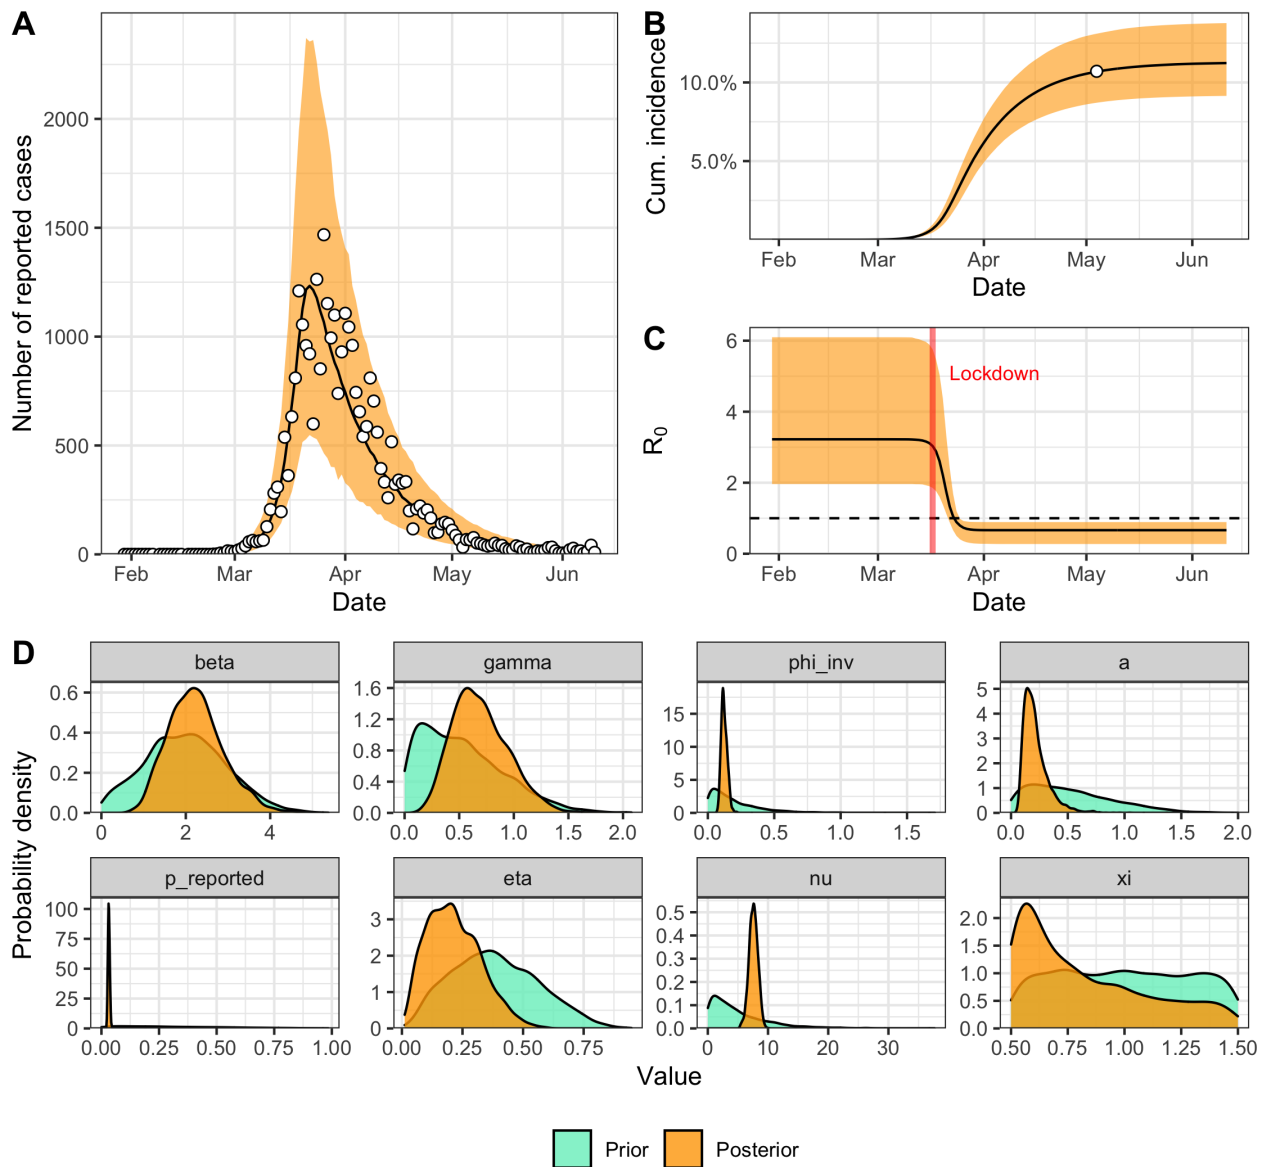 A
Number of reported cases
2000
1500
1000
500
0
Feb Mar Apr May Jun
Date
B
Cum. incidence
10.0%
5.0%
Feb Mar Apr May Jun
Date
C
R0
6
4
2
0
Lockdown
Feb Mar Apr May Jun
Date
D
Probability density
beta
0.6
0.4
0.2
0.0
0 2 4
gamma
1.6
1.2
0.8
0.4
0.0
0.0 0.5 1.0 1.5 2.0
phi_inv
15
10
5
0
0.0 0.5 1.0 1.5
a
5
4
3
2
1
0
0.0 0.5 1.0 1.5 2.0
p_reported
100
75
50
25
0
0.00 0.25 0.50 0.75 1.00
eta
3
2
1
0
0.00 0.25 0.50 0.75
nu
0.5
0.4
0.3
0.2
0.1
0.0
0 10 20 30
xi
2.0
1.5
1.0
0.5
0.0
0.50 0.75 1.00 1.25 1.50
Value
Prior Posterior